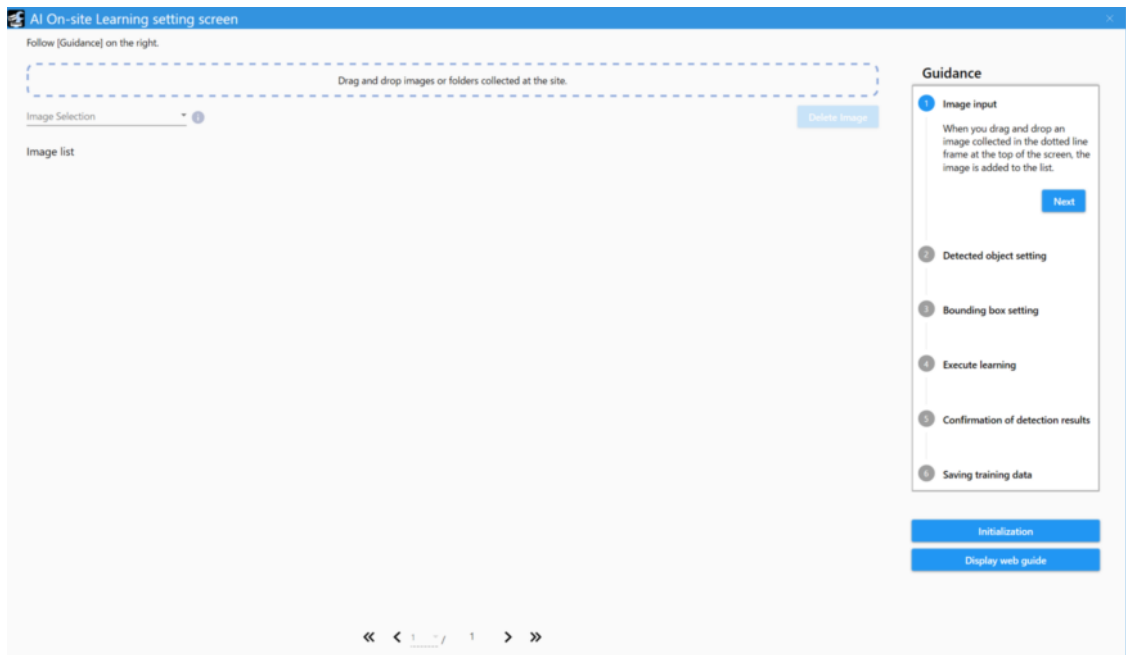 AI On-site Learning setting screen
Follow [Guidance] on the right.
Drag and drop images or folders collected at the site.
Image Selection
Delete Image
Image list
Guidance
1 Image input
When you drag and drop an
image collected in the dotted line
frame at the top of the screen, the
image is added to the list.
Next
2 Detected object setting
3 Bounding box setting
4 Execute learning
5 Confirmation of detection results
6 Saving training data
Initialization
Display web guide
1 / 1